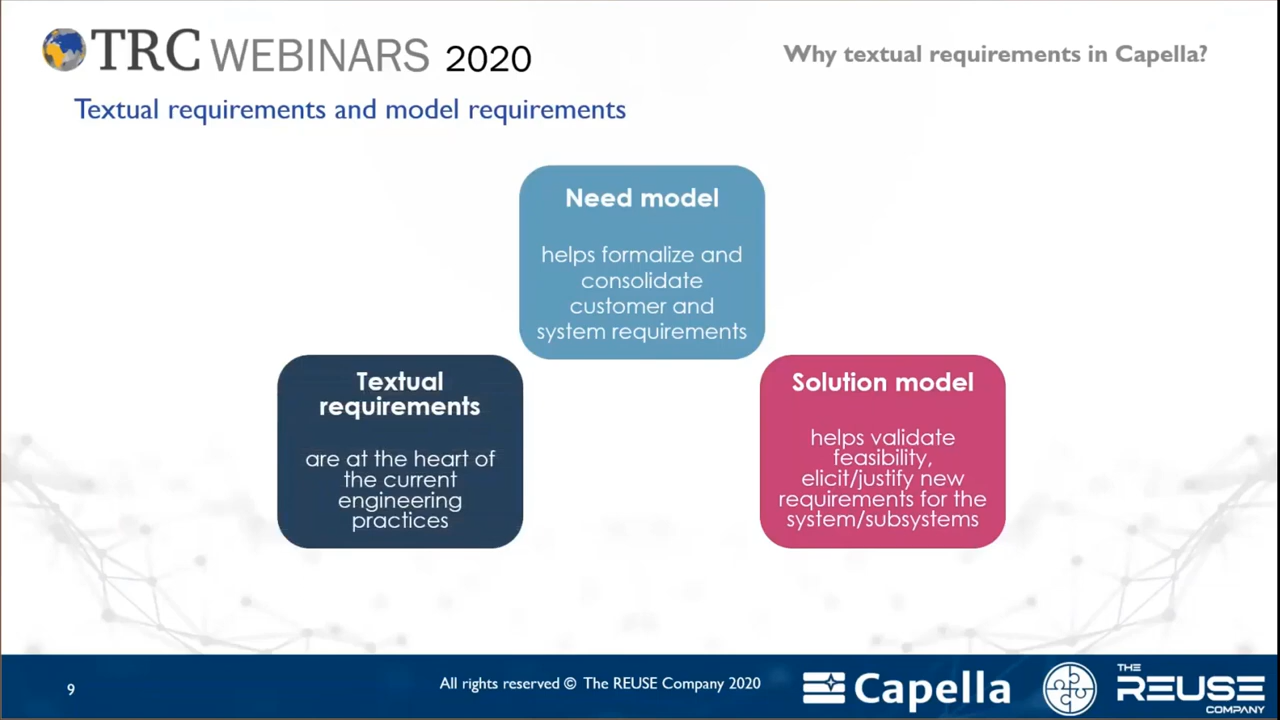 TRC WEBINARS 2020
Why textual requirements in Capella?
Textual requirements and model requirements
Need model
helps formalize and
consolidate
customer and
system requirements
Textual
requirements
are at the heart of
the current
engineering
practices
Solution model
helps validate
feasibility,
elicit/justify new
requirements for the
system/subsystems
9
All rights reserved © The REUSE Company 2020
Capella
THE
REUSE
COMPANY